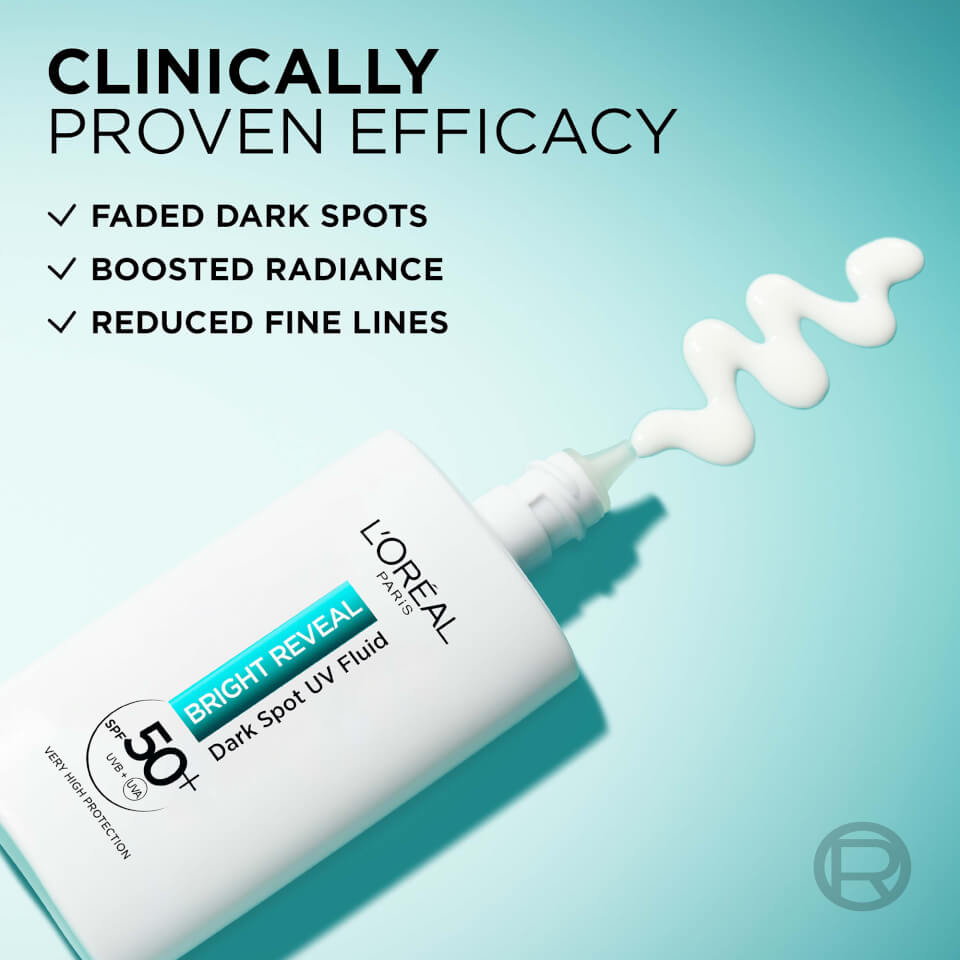 CLINICALLY
PROVEN EFFICACY
✓ FADED DARK SPOTS
✓ BOOSTED RADIANCE
✓ REDUCED FINE LINES
L'ORÉAL
PARiS
BRIGHT REVEAL
Dark Spot UV Fluid
SPF
50+
UVB + UVA
VERY HIGH PROTECTION
R